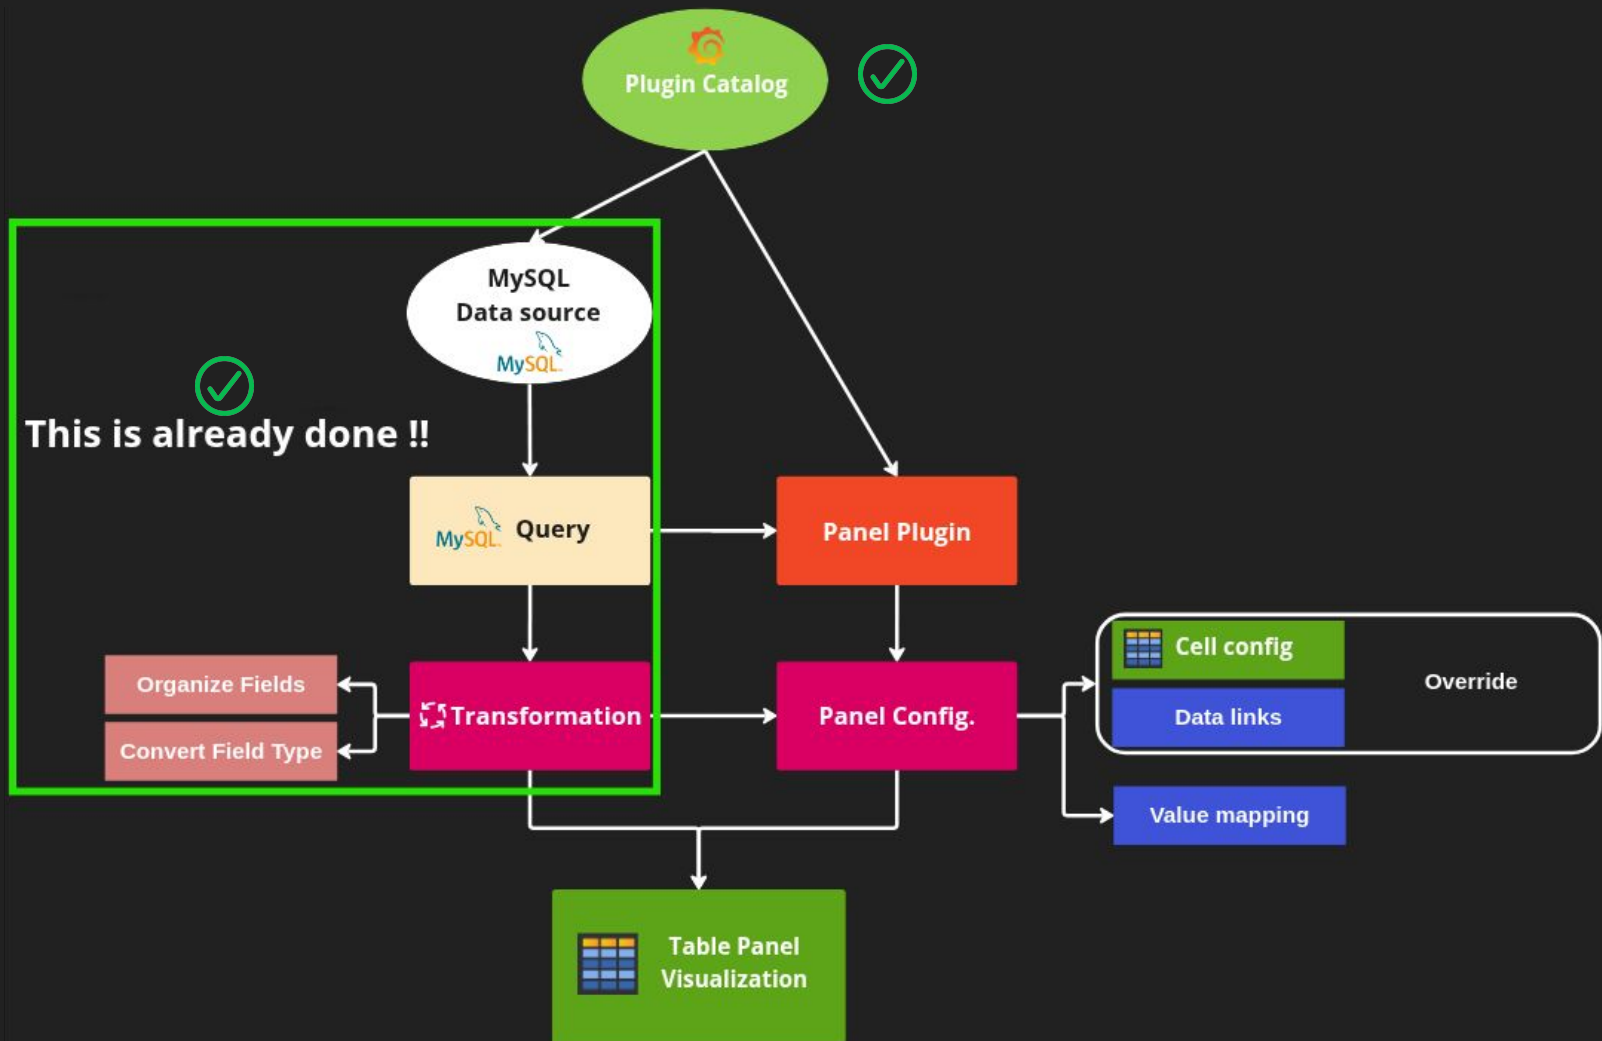 Plugin Catalog
MySQL
Data source
MySQL
This is already done !!
MySQL
Query
Panel Plugin
Organize Fields
Convert Field Type
Transformation
Panel Config.
Cell config
Data links
Override
Value mapping
Table Panel
Visualization